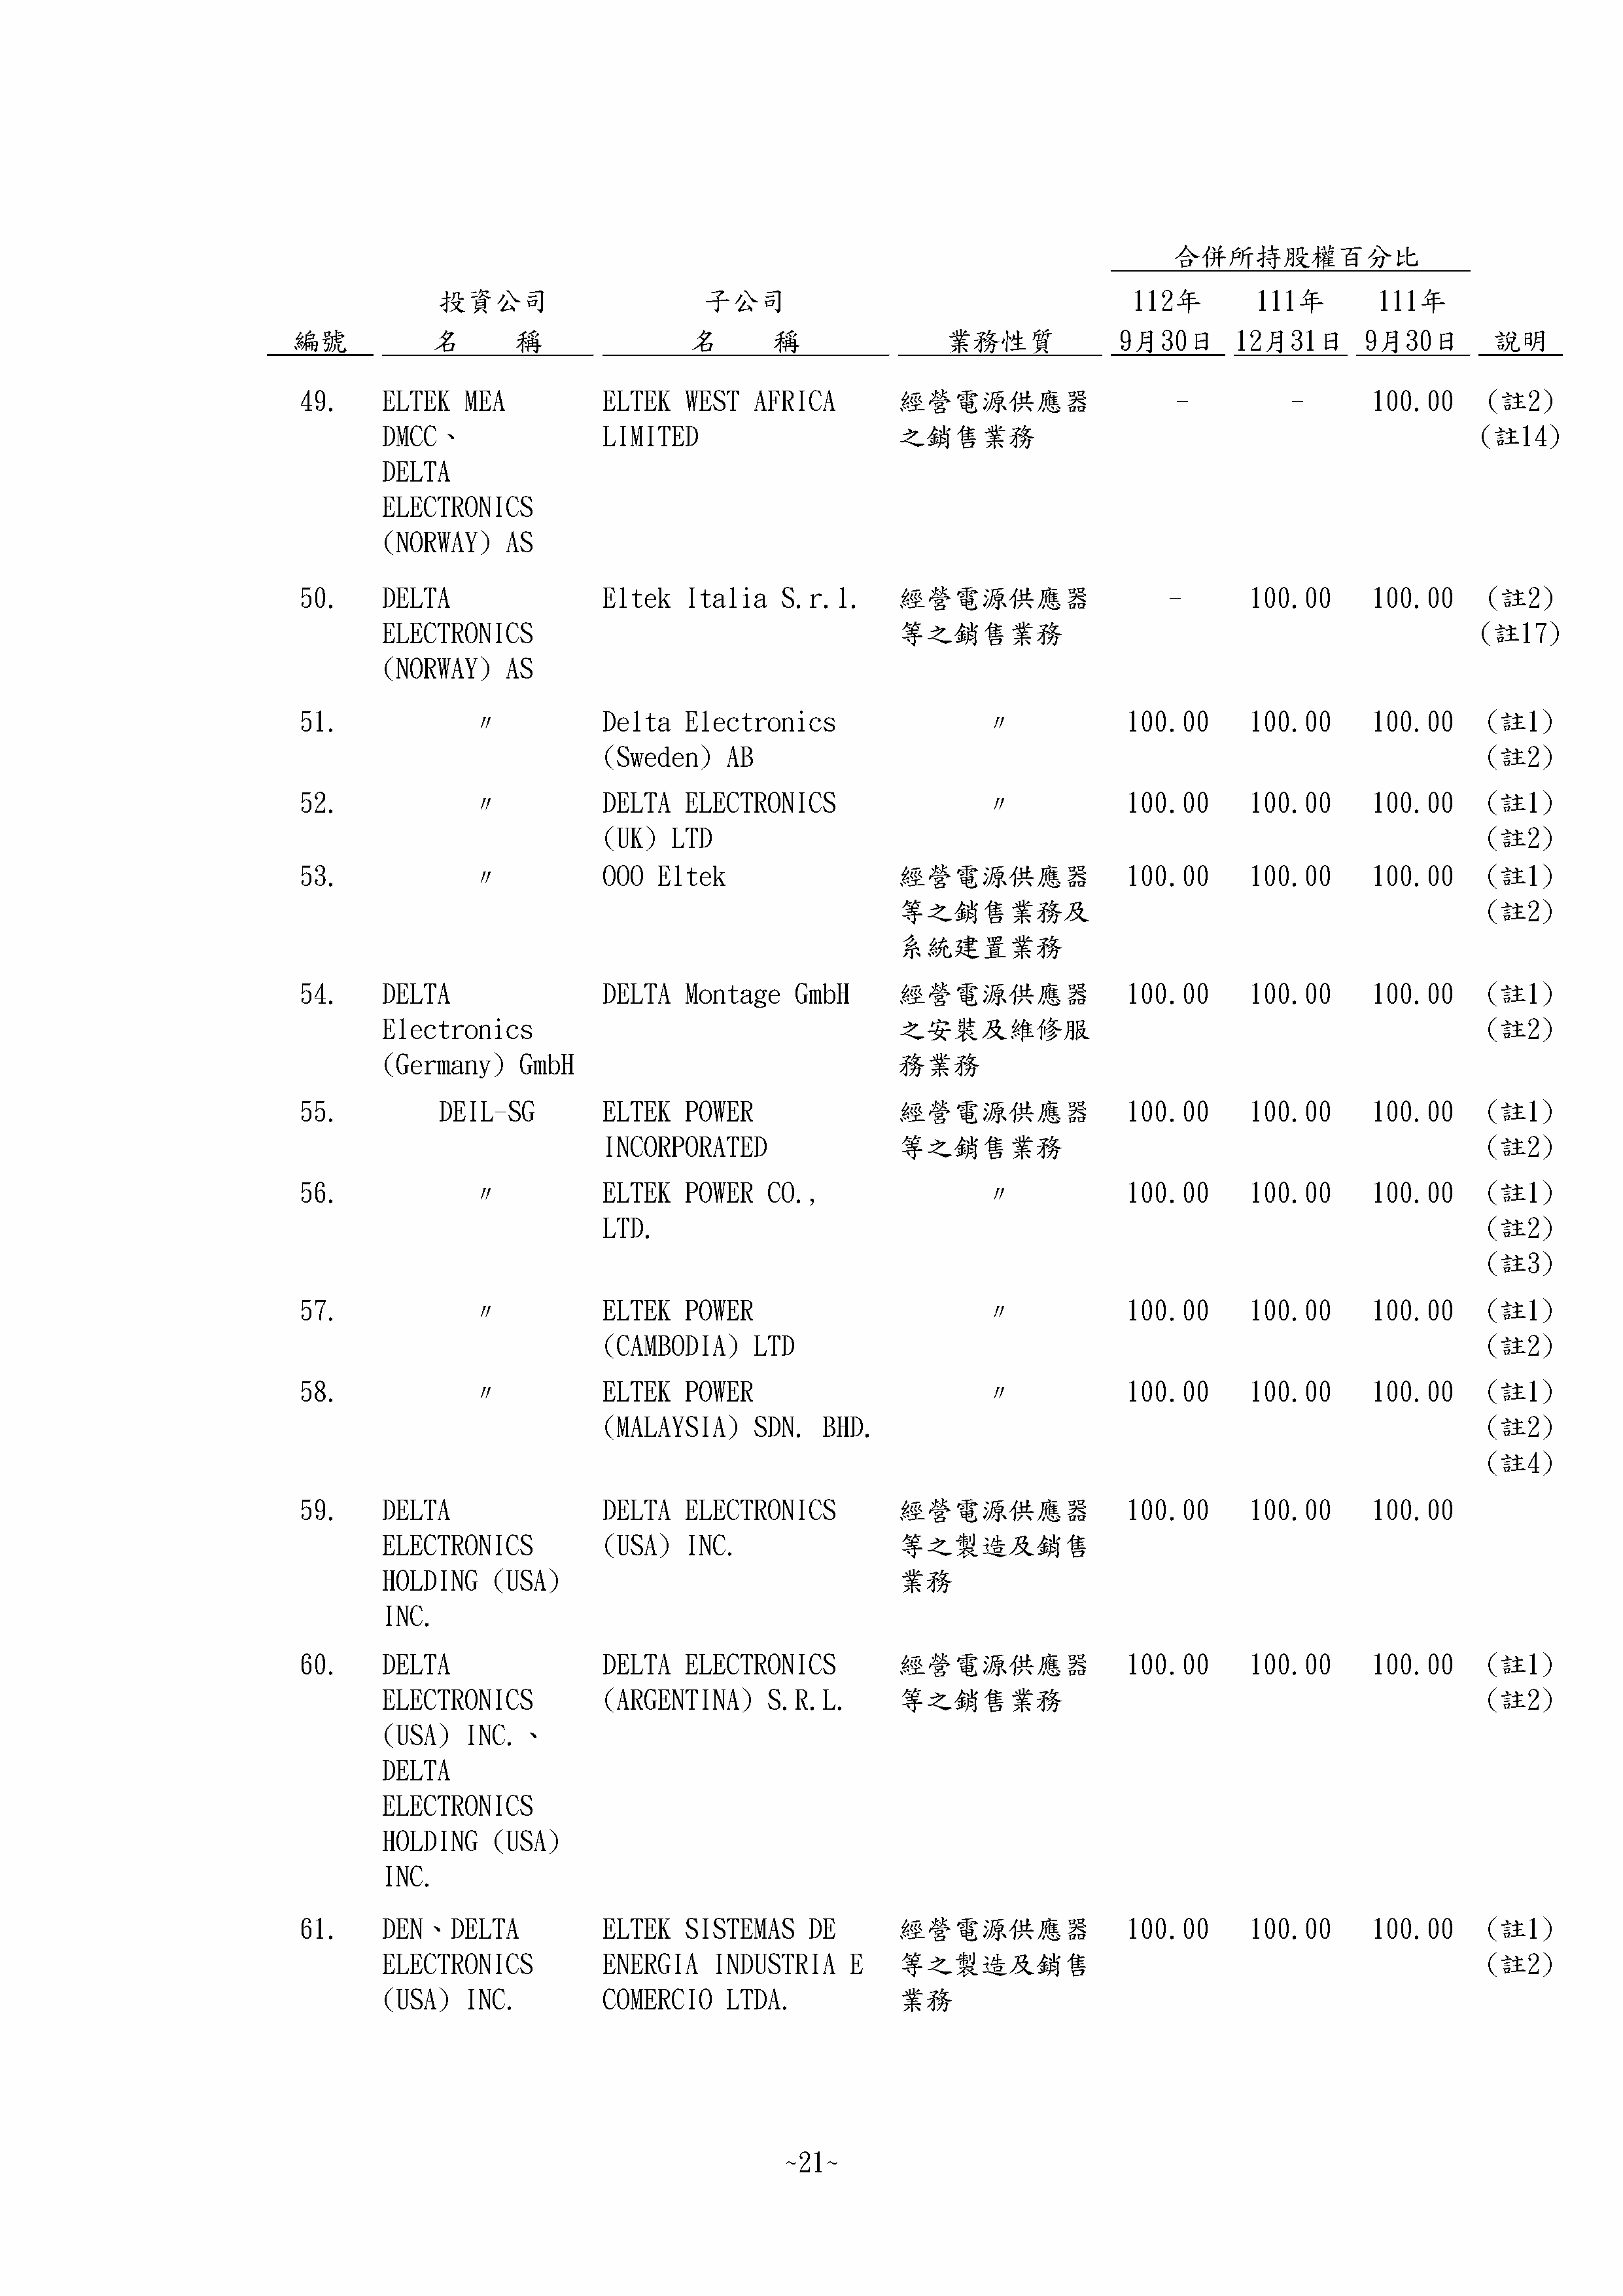 合併所持股權百分比
投資公司 子公司 112年 111年 111年
編號 名 稱 名 稱 業務性質 9月30日 12月31日 9月30日 說明
49. ELTEK MEA ELTEK WEST AFRICA 經營電源供應器 - - 100.00 (註2)
DMCC、 LIMITED 之銷售業務 (註14)
DELTA
ELECTRONICS
(NORWAY) AS
50. DELTA Eltek Italia S.r.l. 經營電源供應器 - 100.00 100.00 (註2)
ELECTRONICS 等之銷售業務 (註17)
(NORWAY) AS
51. 〃 Delta Electronics 〃 100.00 100.00 100.00 (註1)
(Sweden) AB (註2)
52. 〃 DELTA ELECTRONICS 〃 100.00 100.00 100.00 (註1)
(UK) LTD (註2)
53. 〃 OOO Eltek 經營電源供應器 100.00 100.00 100.00 (註1)
等之銷售業務及 (註2)
系統建置業務
54. DELTA DELTA Montage GmbH 經營電源供應器 100.00 100.00 100.00 (註1)
Electronics 之安裝及維修服 (註2)
(Germany) GmbH 務業務
55. DEIL-SG ELTEK POWER 經營電源供應器 100.00 100.00 100.00 (註1)
INCORPORATED 等之銷售業務 (註2)
56. 〃 ELTEK POWER CO., 〃 100.00 100.00 100.00 (註1)
LTD. (註2)
(註3)
57. 〃 ELTEK POWER 〃 100.00 100.00 100.00 (註1)
(CAMBODIA) LTD (註2)
58. 〃 ELTEK POWER 〃 100.00 100.00 100.00 (註1)
(MALAYSIA) SDN. BHD. (註2)
(註4)
59. DELTA DELTA ELECTRONICS 經營電源供應器 100.00 100.00 100.00
ELECTRONICS (USA) INC. 等之製造及銷售
HOLDING (USA) 業務
INC.
60. DELTA DELTA ELECTRONICS 經營電源供應器 100.00 100.00 100.00 (註1)
ELECTRONICS (ARGENTINA) S.R.L. 等之銷售業務 (註2)
(USA) INC.、
DELTA
ELECTRONICS
HOLDING (USA)
INC.
61. DEN、DELTA ELTEK SISTEMAS DE 經營電源供應器 100.00 100.00 100.00 (註1)
ELECTRONICS ENERGIA INDUSTRIA E 等之製造及銷售 (註2)
(USA) INC. COMERCIO LTDA. 業務
~21~